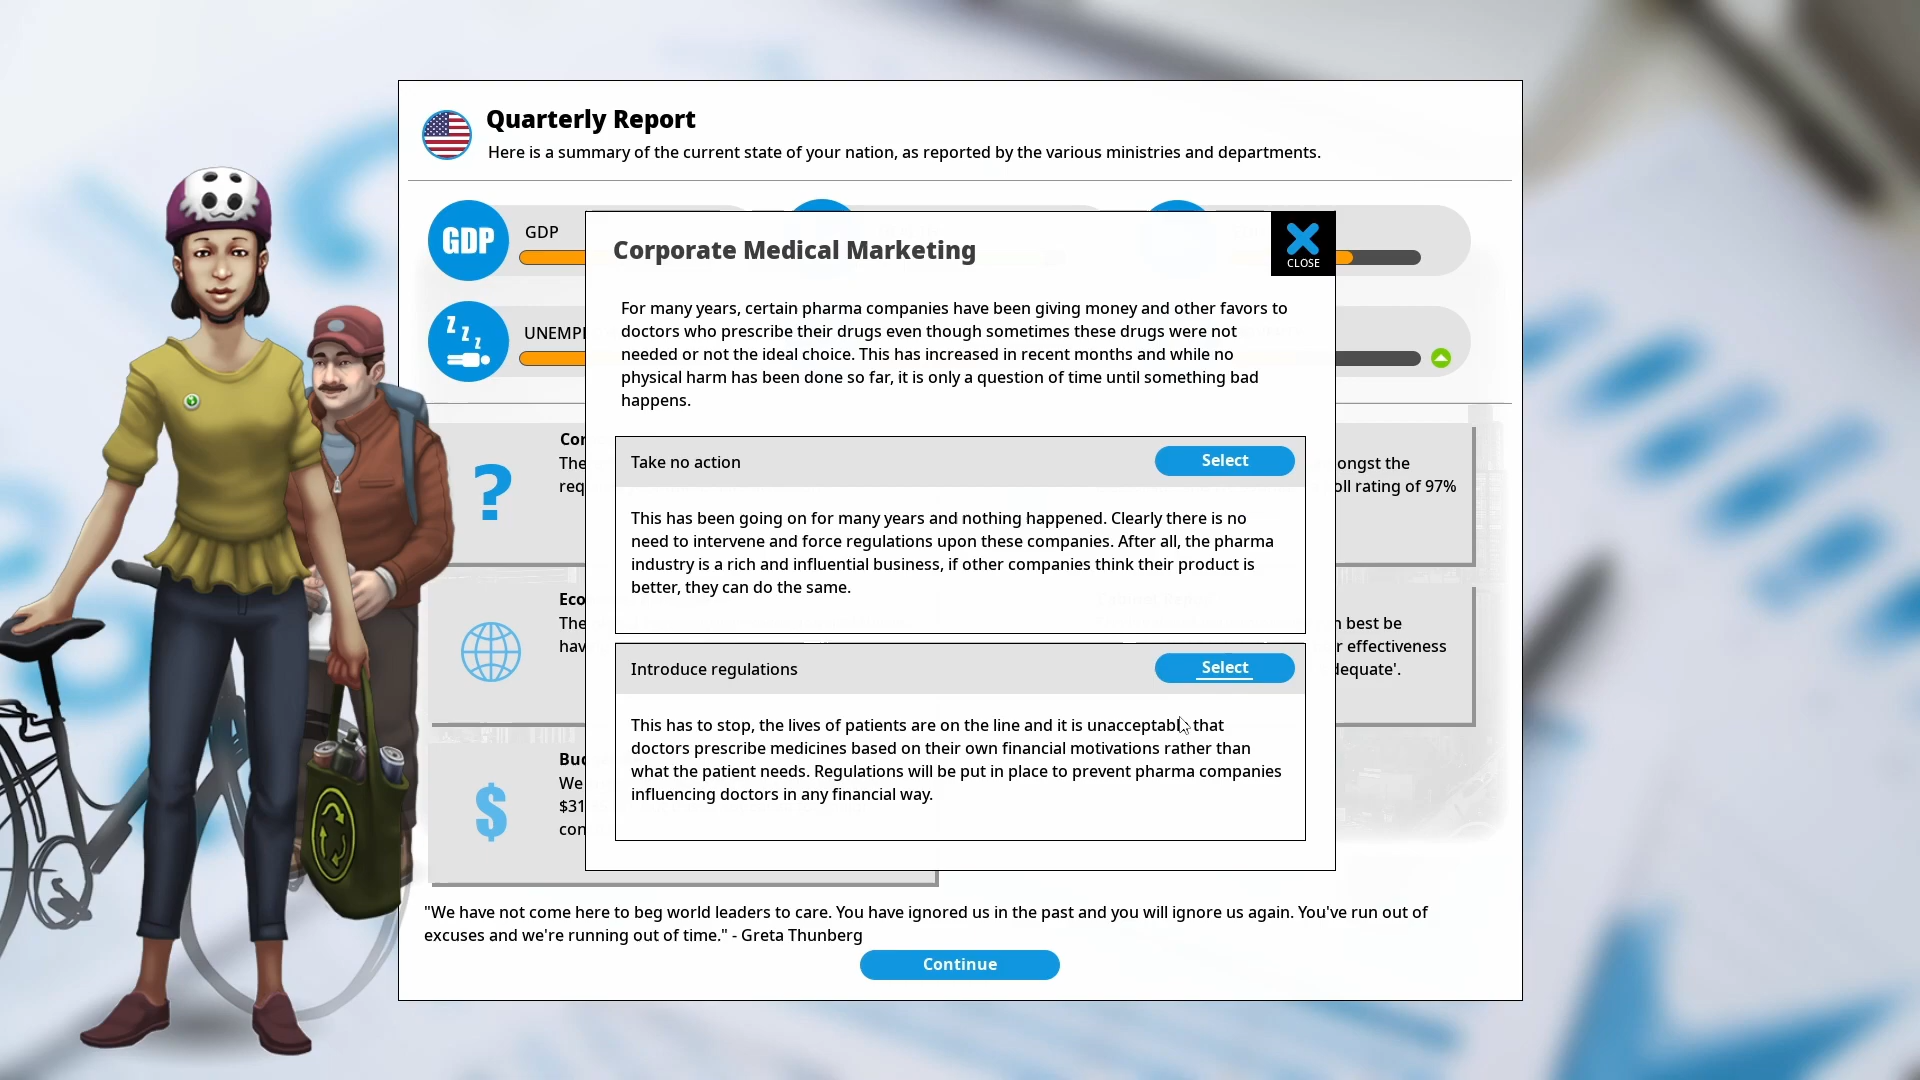 Quarterly Report
Here is a summary of the current state of your nation, as reported by the various ministries and departments.
GDP
GDP
Corporate Medical Marketing
CLOSE
For many years, certain pharma companies have been giving money and other favors to
doctors who prescribe their drugs even though sometimes these drugs were not
needed or not the ideal choice. This has increased in recent months and while no
physical harm has been done so far, it is only a question of time until something bad
happens.
Z
Z
Z
Take no action
Select
This has been going on for many years and nothing happened. Clearly there is no
need to intervene and force regulations upon these companies. After all, the pharma
industry is a rich and influential business, if other companies think their product is
better, they can do the same.
?
ongst the
oll rating of 97%
Introduce regulations
Select
This has to stop, the lives of patients are on the line and it is unacceptable that
doctors prescribe medicines based on their own financial motivations rather than
what the patient needs. Regulations will be put in place to prevent pharma companies
influencing doctors in any financial way.
The
best be
effectiveness
We
$31
$
"We have not come here to beg world leaders to care. You have ignored us in the past and you will ignore us again. You've run out of
excuses and we're running out of time." - Greta Thunberg
Continue